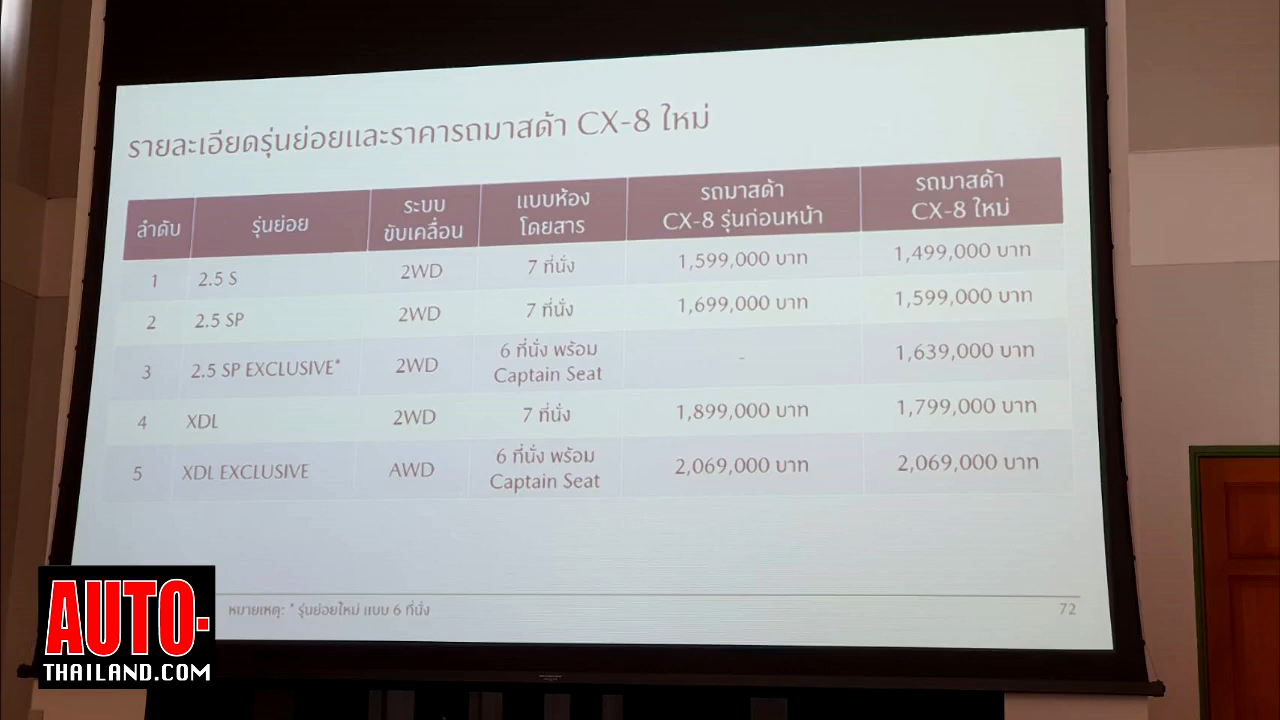 รายละเอียดรุ่นย่อยและราคารถมาสด้า CX-8 ใหม่
ลำดับ รุ่นย่อย ระบบขับเคลื่อน แบบห้องโดยสาร รถมาสด้า CX-8 รุ่นก่อนหน้า รถมาสด้า CX-8 ใหม่
1 2.5 S 2WD 7 ที่นั่ง 1,599,000 บาท 1,499,000 บาท
2 2.5 SP 2WD 7 ที่นั่ง 1,699,000 บาท 1,599,000 บาท
3 2.5 SP EXCLUSIVE* 2WD 6 ที่นั่ง พร้อม Captain Seat - 1,639,000 บาท
4 XDL 2WD 7 ที่นั่ง 1,899,000 บาท 1,799,000 บาท
5 XDL EXCLUSIVE AWD 6 ที่นั่ง พร้อม Captain Seat 2,069,000 บาท 2,069,000 บาท
หมายเหตุ: * รุ่นย่อยใหม่ แบบ 6 ที่นั่ง 72
AUTO-
THAILAND.COM